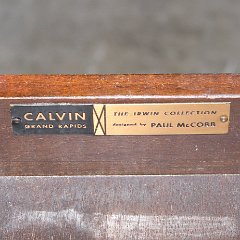 CALVIN
GRAND RAPIDS
THE IRWIN COLLECTION
designed by PAUL McCOBB